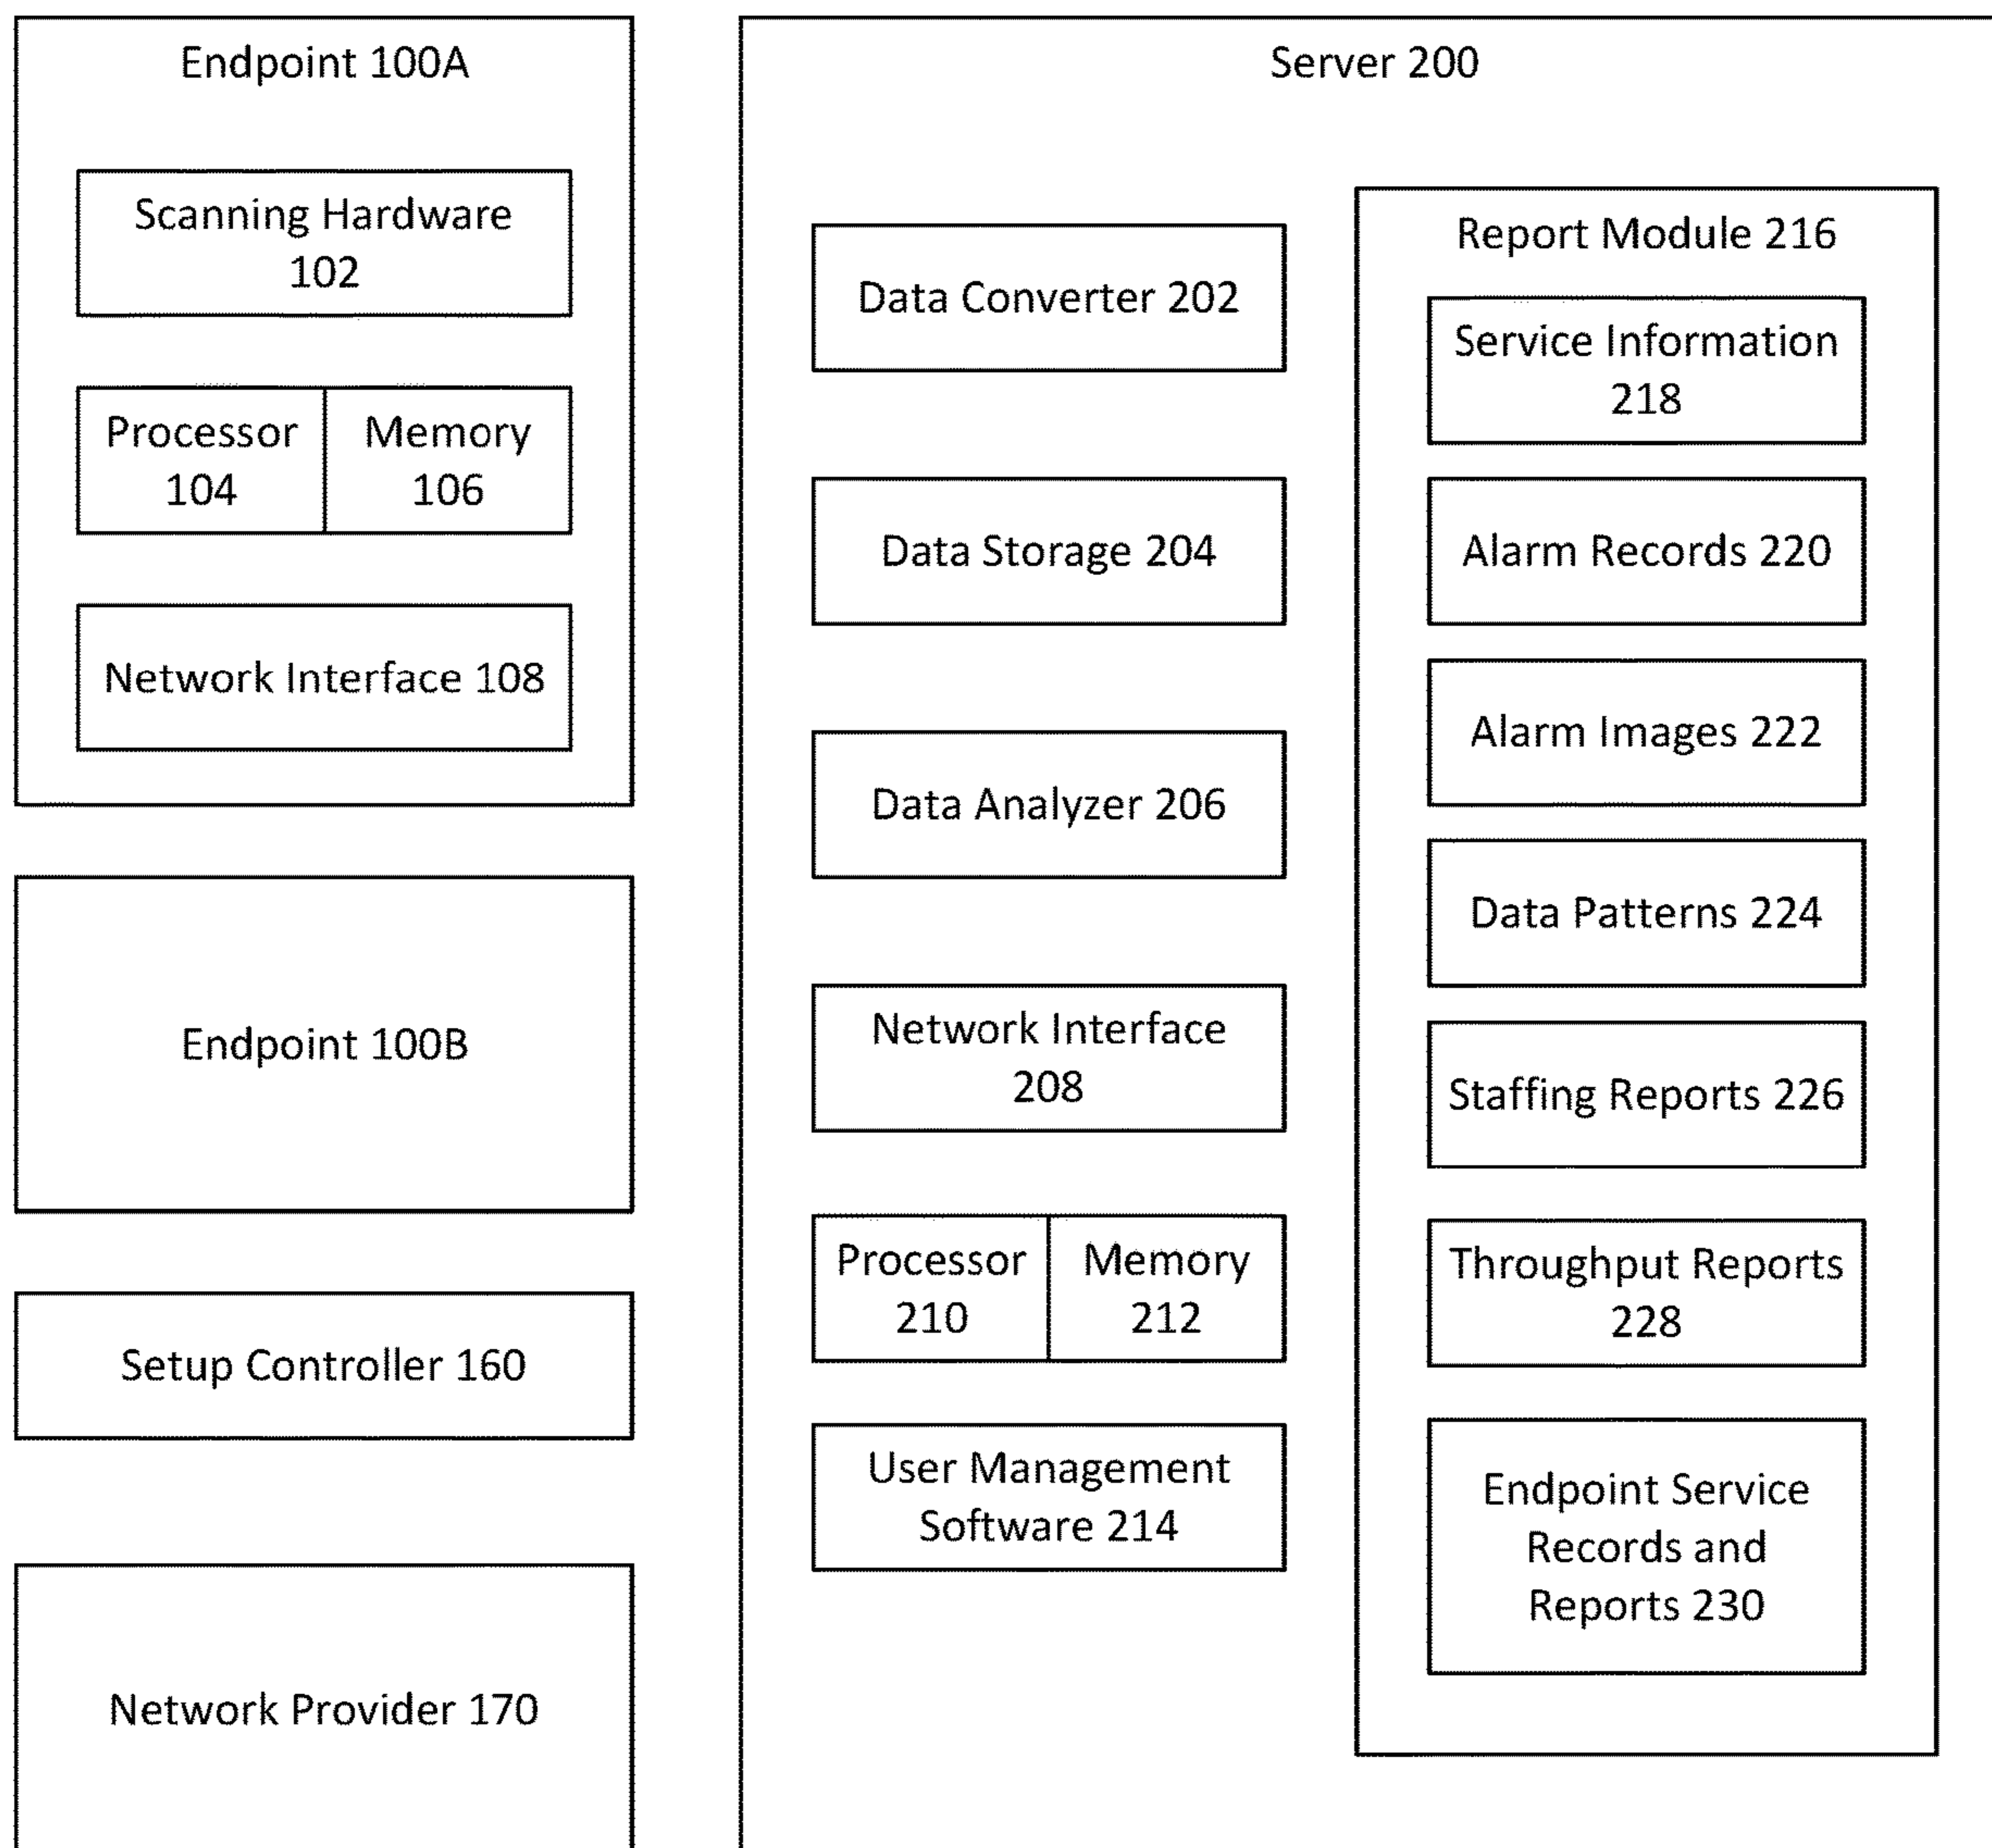 Endpoint 100A
Scanning Hardware
102
Processor
104
Memory
106
Network Interface 108
Endpoint 100B
Setup Controller 160
Network Provider 170
Server 200
Data Converter 202
Data Storage 204
Data Analyzer 206
Network Interface
208
Processor
210
Memory
212
User Management
Software 214
Report Module 216
Service Information
218
Alarm Records 220
Alarm Images 222
Data Patterns 224
Staffing Reports 226
Throughput Reports
228
Endpoint Service
Records and
Reports 230